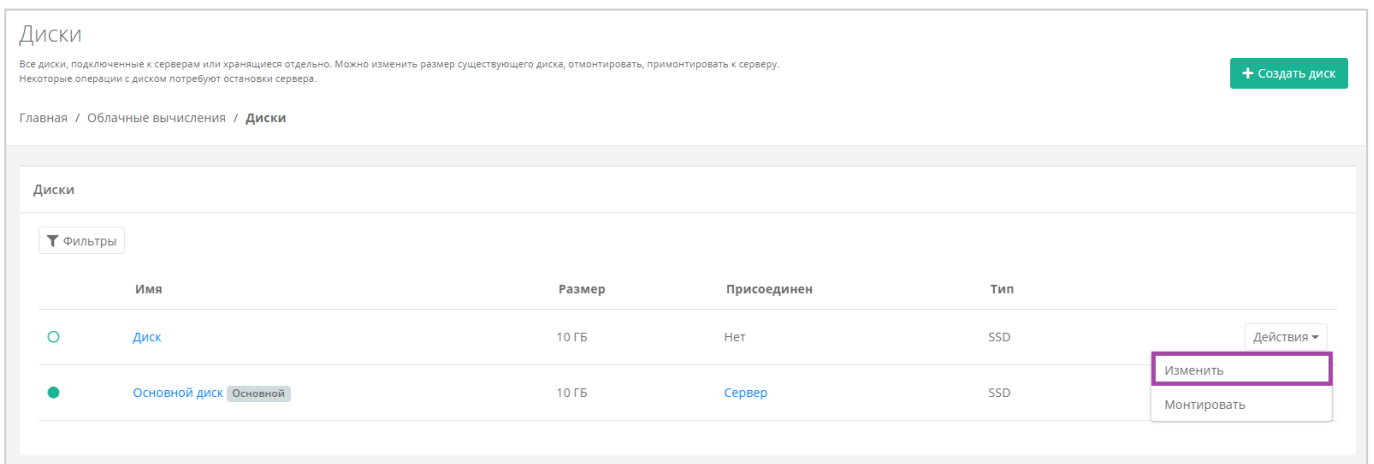 Диски
Все диски, подключенные к серверам или хранящиеся отдельно. Можно изменить размер существующего диска, отмонтировать, примонтировать к серверу.
Некоторые операции с диском потребуют остановки сервера.
+ Создать диск
Главная / Облачные вычисления / Диски
Диски
Фильтры
Имя Размер Присоединен Тип
Диск 10 ГБ Нет SSD Действия
Изменить
Основной диск Основной 10 ГБ Сервер SSD
Монтировать